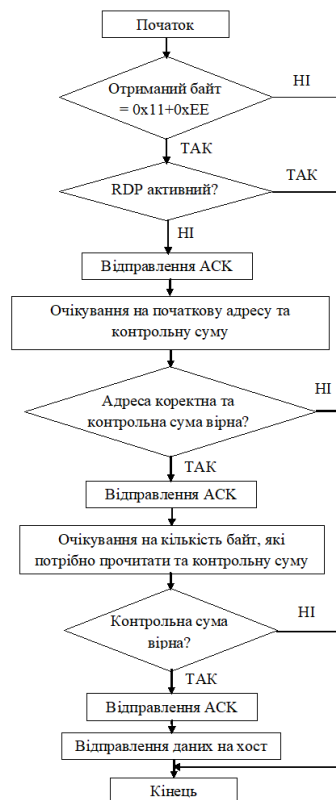 Початок
Отриманий байт
= 0x11+0xEE
НІ
ТАК
RDP активний?
ТАК
НІ
Відправлення ACK
Очікування на початкову адресу та
контрольну суму
Адреса коректна та
контрольна сума вірна?
НІ
ТАК
Відправлення ACK
Очікування на кількість байт, які
потрібно прочитати та контрольну суму
Контрольна сума
вірна?
НІ
ТАК
Відправлення ACK
Відправлення даних на хост
Кінець